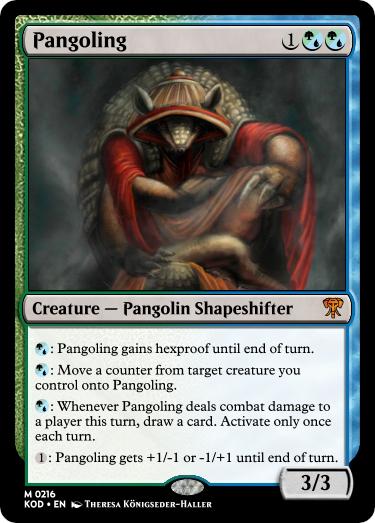 Pangoling 1
Creature — Pangolin Shapeshifter
: Pangoling gains hexproof until end of turn.
: Move a counter from target creature you
control onto Pangoling.
: Whenever Pangoling deals combat damage to
a player this turn, draw a card. Activate only once
each turn.
1: Pangoling gets +1/-1 or -1/+1 until end of turn.
3/3
M 0216
KOD • EN Theresa Königseder-Haller